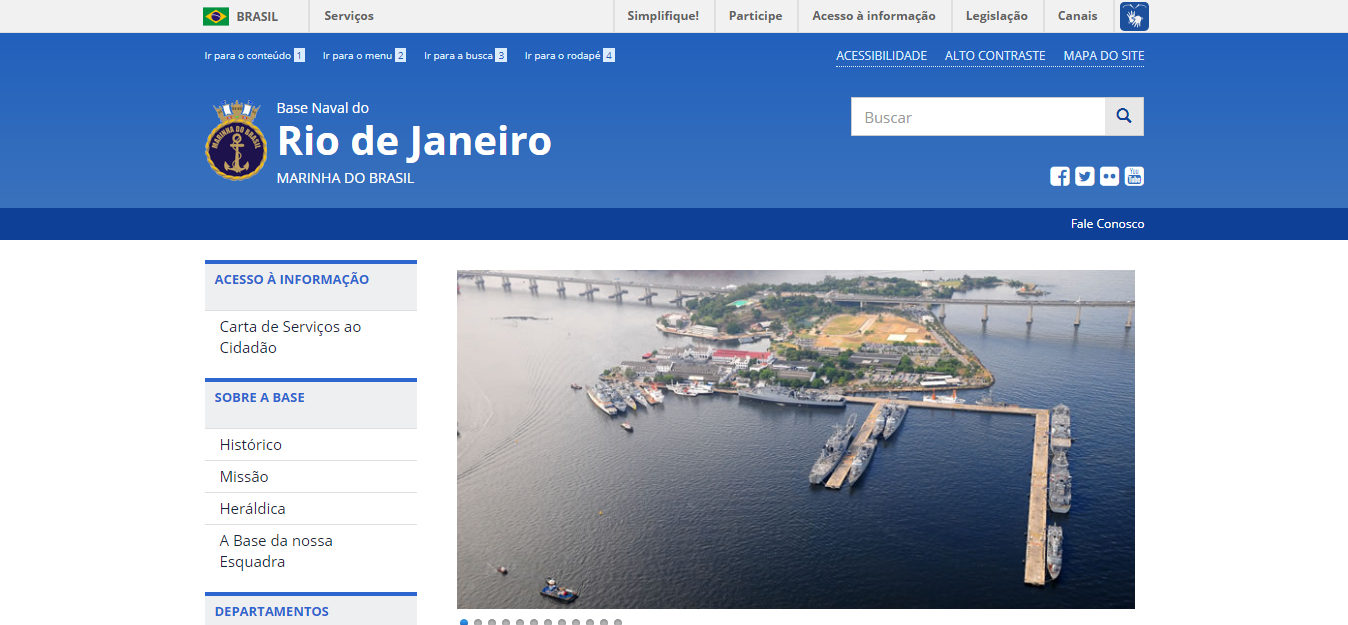 BRASIL
Serviços
Simplifique!
Participe
Acesso à informação
Legislação
Canais
Ir para o conteúdo 1
Ir para o menu 2
Ir para a busca 3
Ir para o rodapé 4
ACESSIBILIDADE
ALTO CONTRASTE
MAPA DO SITE
MARINHA DO BRASIL
Base Naval do
Rio de Janeiro
MARINHA DO BRASIL
Buscar
You
Tube
Fale Conosco
ACESSO À INFORMAÇÃO
Carta de Serviços ao
Cidadão
SOBRE A BASE
Histórico
Missão
Heráldica
A Base da nossa
Esquadra
DEPARTAMENTOS